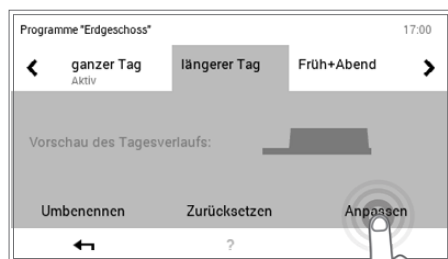 Programme "Erdgeschoss" 17:00
ganzer Tag längerer Tag Früh+Abend
Aktiv
Vorschau des Tagesverlaufs:
Umbenennen Zurücksetzen Anpassen
?